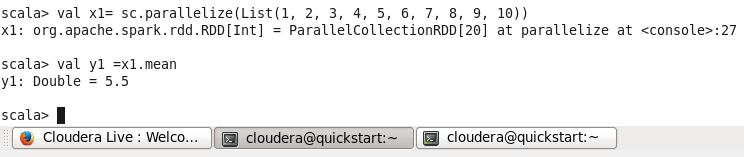 scala> val x1= sc.parallelize(List(1, 2, 3, 4, 5, 6, 7, 8, 9, 10))
x1: org.apache.spark.rdd.RDD[Int] = ParallelCollectionRDD[20] at parallelize at <console>:27
scala> val y1 =x1.mean
y1: Double = 5.5
scala>
Cloudera Live : Welco... cloudera@quickstart:~ cloudera@quickstart:~